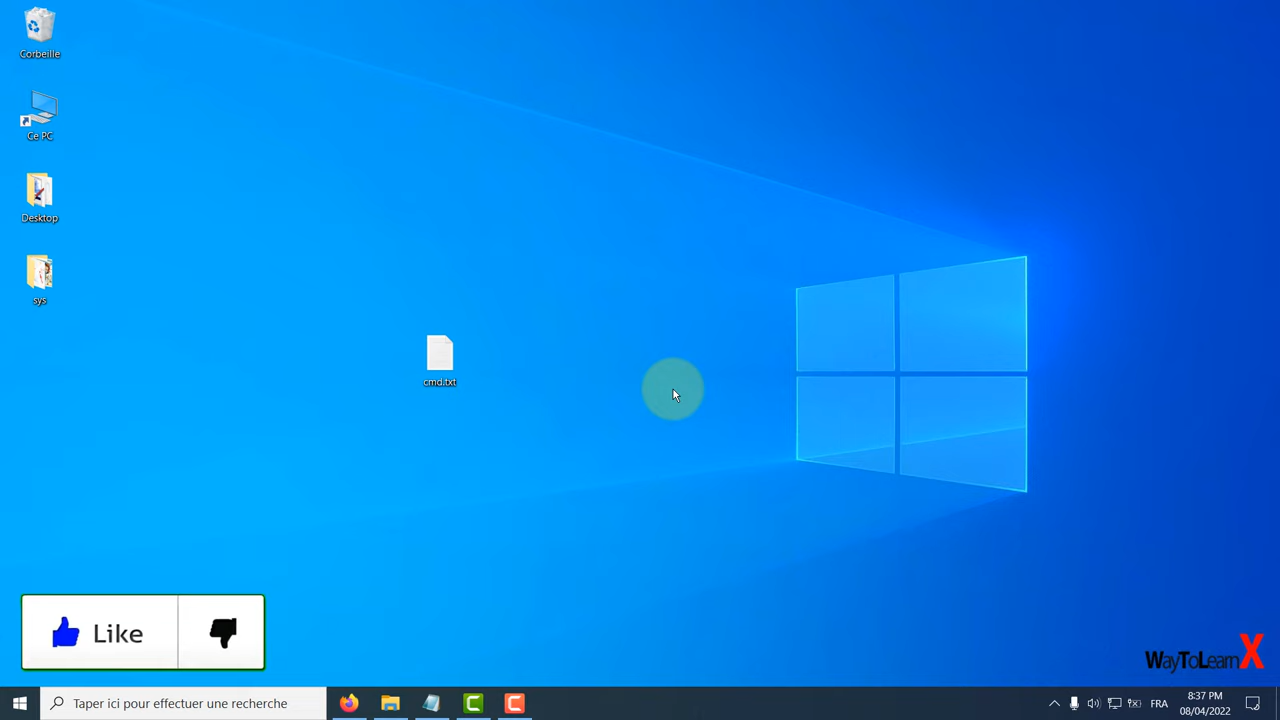 Corbeille
Ce PC
Desktop
sys
cmd.txt
Like
WayToLearnX
Taper ici pour effectuer une recherche
FRA
8:37 PM
08/04/2022